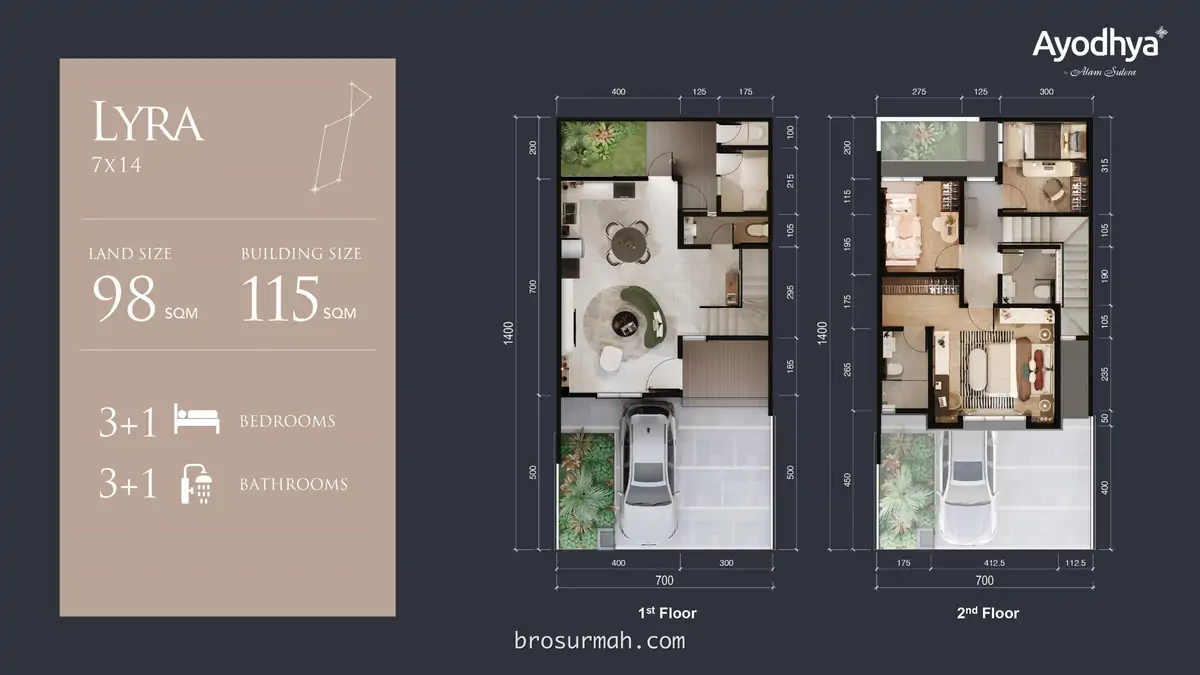 Ayodhya
by Alam Sutera
LYRA
7x14
LAND SIZE
98 SQM
BUILDING SIZE
115 SQM
3+1 BEDROOMS
3+1 BATHROOMS
400 125 175
200
700
500
1400
100
215
105
295
185
500
400 300
700
1st Floor
275 125 300
200
115
195
175
265
450
1400
315
105
190
105
235
50
400
175 412.5 112.5
700
2nd Floor
brosurmah.com